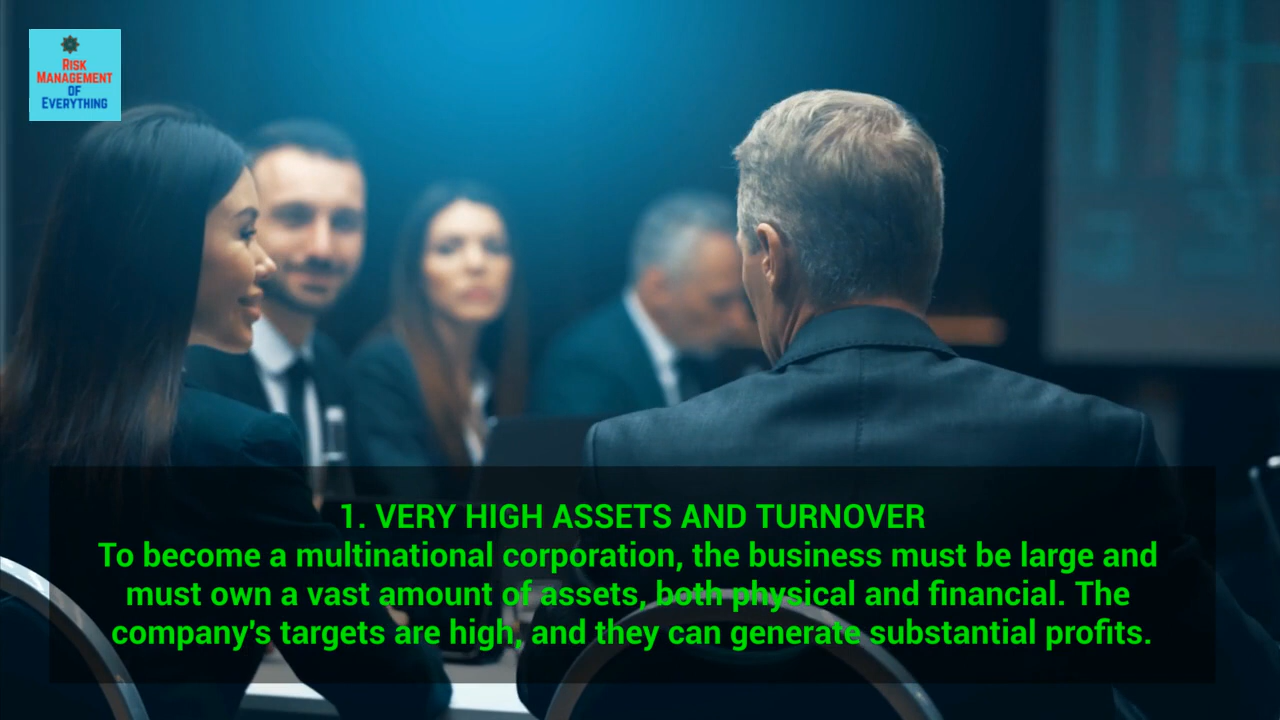 RISK
MANAGEMENT
OF
EVERYTHING
1. VERY HIGH ASSETS AND TURNOVER
To become a multinational corporation, the business must be large and
must own a vast amount of assets, both physical and financial. The
company's targets are high, and they can generate substantial profits.